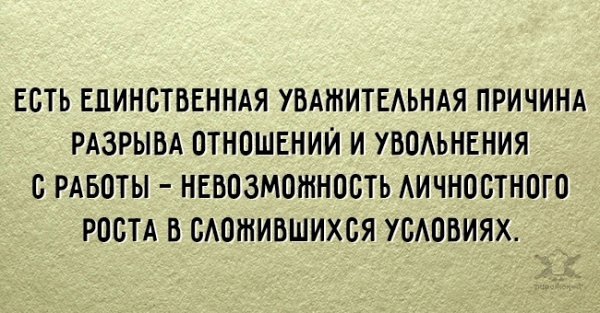 ЕСТЬ ЕДИНСТВЕННАЯ УВАЖИТЕЛЬНАЯ ПРИЧИНА
РАЗРЫВА ОТНОШЕНИЙ И УВОЛЬНЕНИЯ
С РАБОТЫ - НЕВОЗМОЖНОСТЬ ЛИЧНОСТНОГО
РОСТА В СЛОЖИВШИХСЯ УСЛОВИЯХ.